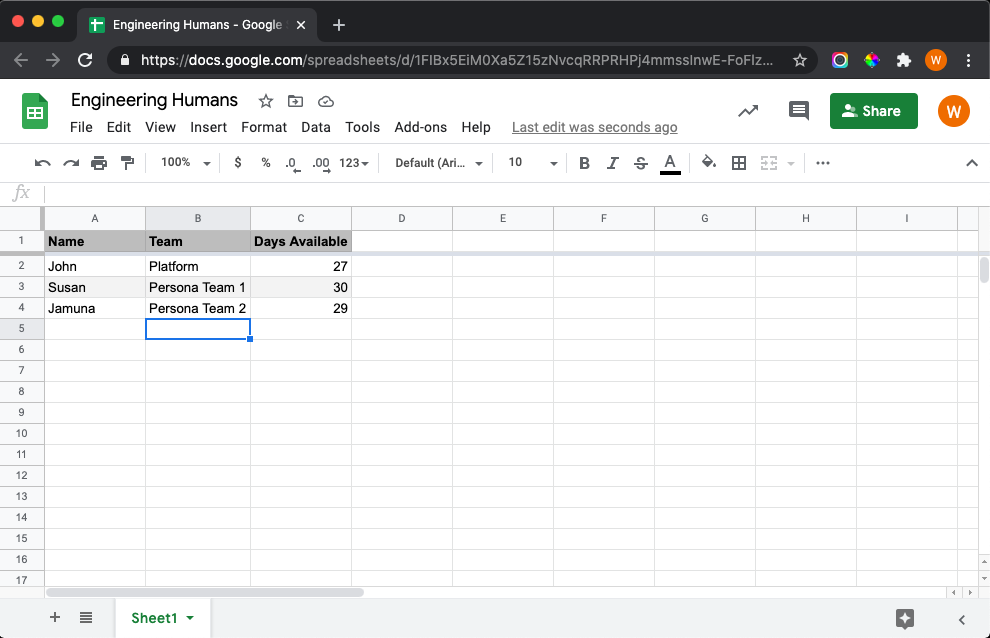 Engineering Humans - Google
https://docs.google.com/spreadsheets/d/1FIBx5EiM0Xa5Z15zNvcqRRPRHPj4mmssInwE-FoFlz...
W
Engineering Humans
File Edit View Insert Format Data Tools Add-ons Help Last edit was seconds ago
Share
W
100% $ % .0 .00 123 Default (Ari... 10 B I S A
fx
A B C D E F G H I
1 Name Team Days Available
2 John Platform 27
3 Susan Persona Team 1 30
4 Jamuna Persona Team 2 29
5
6
7
8
9
10
11
12
13
14
15
16
17
Sheet1